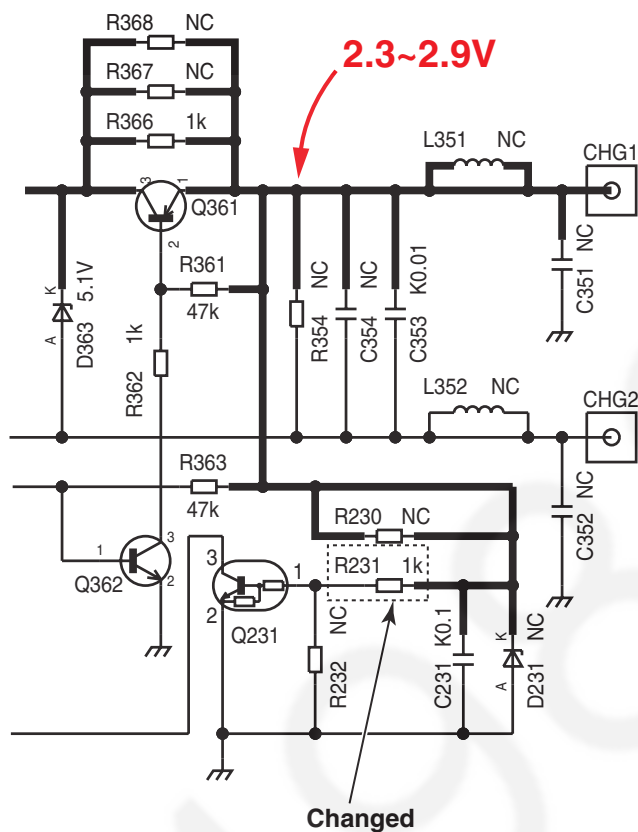 R368 NC
2.3~2.9V
R367 NC
R366 1k
L351 NC
CHG1
3
1
Q361
2
K
5.1V
A
D363
R361
47k
1k
R362
NC
R354
NC
C354
K0.01
C353
NC
C351
L352 NC
CHG2
R363
47k
NC
C352
1
3
2
Q362
3
1
2
Q231
R230 NC
R231 1k
NC
R232
K0.1
C231
K
NC
A
D231
Changed